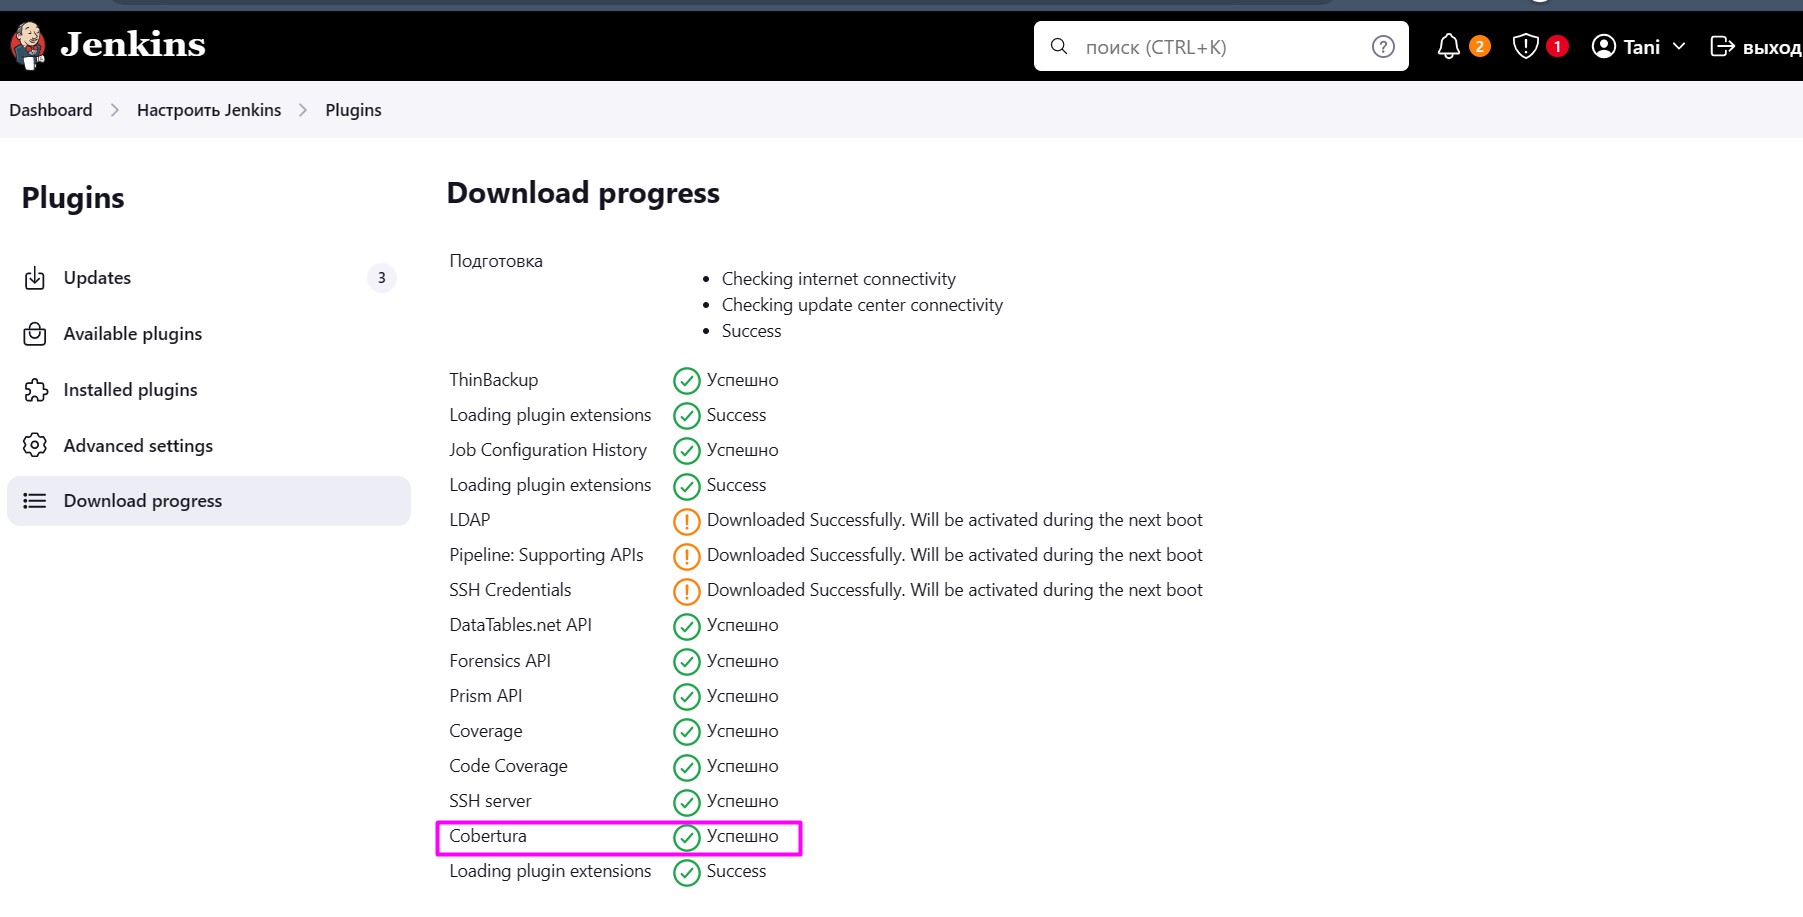 Jenkins
поиск (CTRL+K)
2
1
Tani
выход
Dashboard
Настроить Jenkins
Plugins
Plugins
Updates
3
Available plugins
Installed plugins
Advanced settings
Download progress
Download progress
Подготовка
Checking internet connectivity
Checking update center connectivity
Success
ThinBackup Успешно
Loading plugin extensions Success
Job Configuration History Успешно
Loading plugin extensions Success
LDAP Downloaded Successfully. Will be activated during the next boot
Pipeline: Supporting APIs Downloaded Successfully. Will be activated during the next boot
SSH Credentials Downloaded Successfully. Will be activated during the next boot
DataTables.net API Успешно
Forensics API Успешно
Prism API Успешно
Coverage Успешно
Code Coverage Успешно
SSH server Успешно
Cobertura Успешно
Loading plugin extensions Success